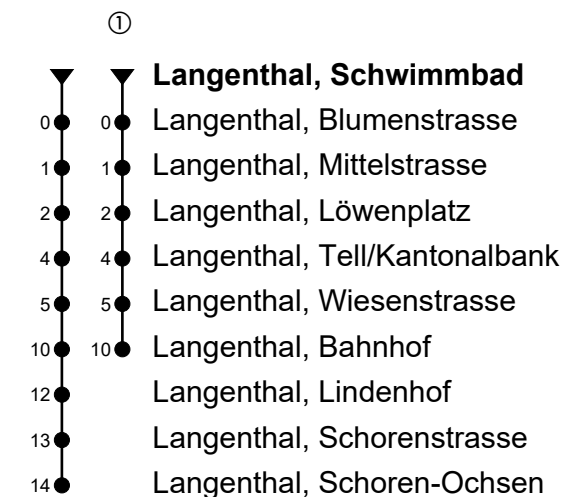 ①
Langenthal, Schwimmbad
0 0 Langenthal, Blumenstrasse
1 1 Langenthal, Mittelstrasse
2 2 Langenthal, Löwenplatz
4 4 Langenthal, Tell/Kantonalbank
5 5 Langenthal, Wiesenstrasse
10 10 Langenthal, Bahnhof
12 Langenthal, Lindenhof
13 Langenthal, Schorenstrasse
14 Langenthal, Schoren-Ochsen